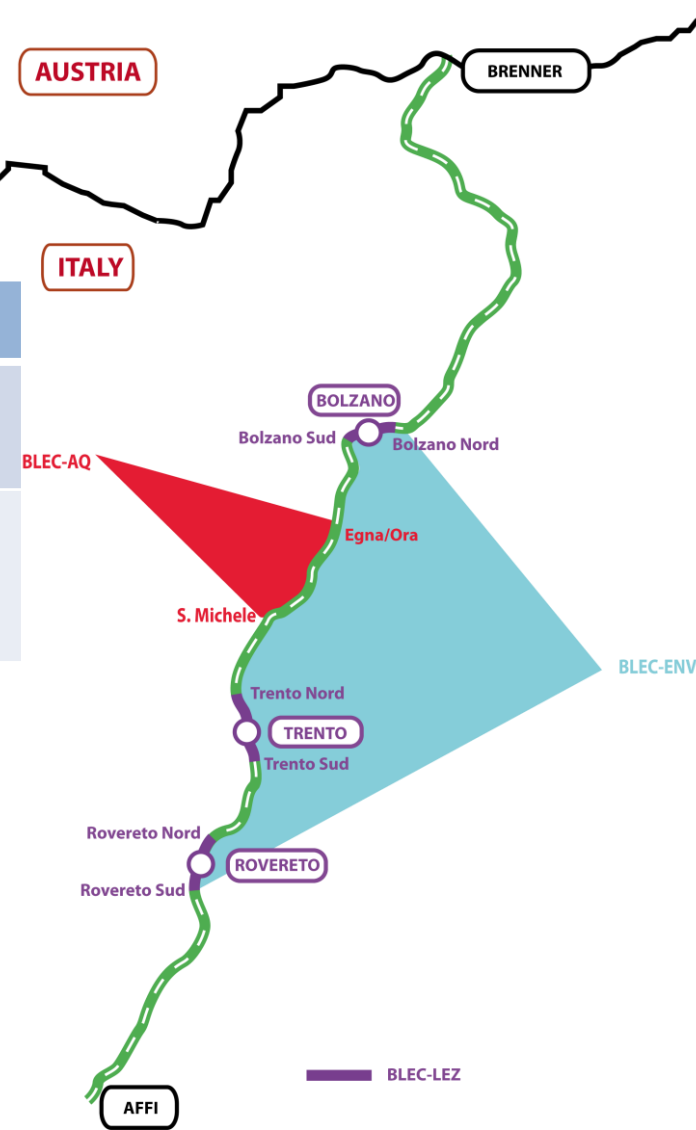 AUSTRIA
BRENNER
ITALY
BOLZANO
Bolzano Sud
Bolzano Nord
BLEC-AQ
Egna/Ora
S. Michele
BLEC-ENV
Trento Nord
TRENTO
Trento Sud
Rovereto Nord
ROVERETO
Rovereto Sud
BLEC-LEZ
AFFI